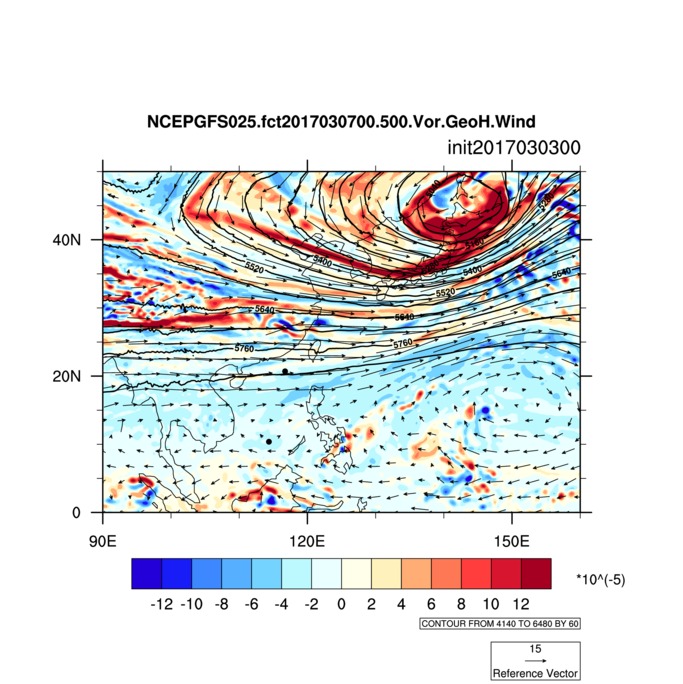 NCEPGFS025.fct2017030700.500.Vor.GeoH.Wind
init2017030300
40N
20N
0
5400
5520
5640
5760
5400
5520
5640
5760
5640
90E
120E
150E
-12 -10 -8 -6 -4 -2 0 2 4 6 8 10 12
*10^(-5)
CONTOUR FROM 4140 TO 6480 BY 60
15
Reference Vector